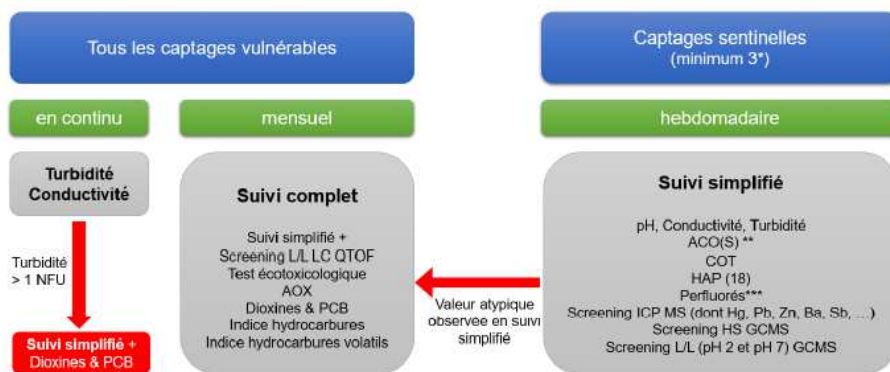 Tous les captages vulnérables
Captages sentinelles
(minimum 3*)
en continu
mensuel
hebdomadaire
Turbidité
Conductivité
Turbidité
> 1 NFU
Suivi simplifié +
Dioxines & PCB
Suivi complet
Suivi simplifié +
Screening L/L LC QTOF
Test écotoxicologique
AOX
Dioxines & PCB
Indice hydrocarbures
Indice hydrocarbures volatils
Valeur atypique
observée en suivi
simplifié
Suivi simplifié
pH, Conductivité, Turbidité
ACO(S) **
COT
HAP (18)
Perfluorés***
Screening ICP MS (dont Hg, Pb, Zn, Ba, Sb, ...)
Screening HS GCMS
Screening L/L (pH 2 et pH 7) GCMS